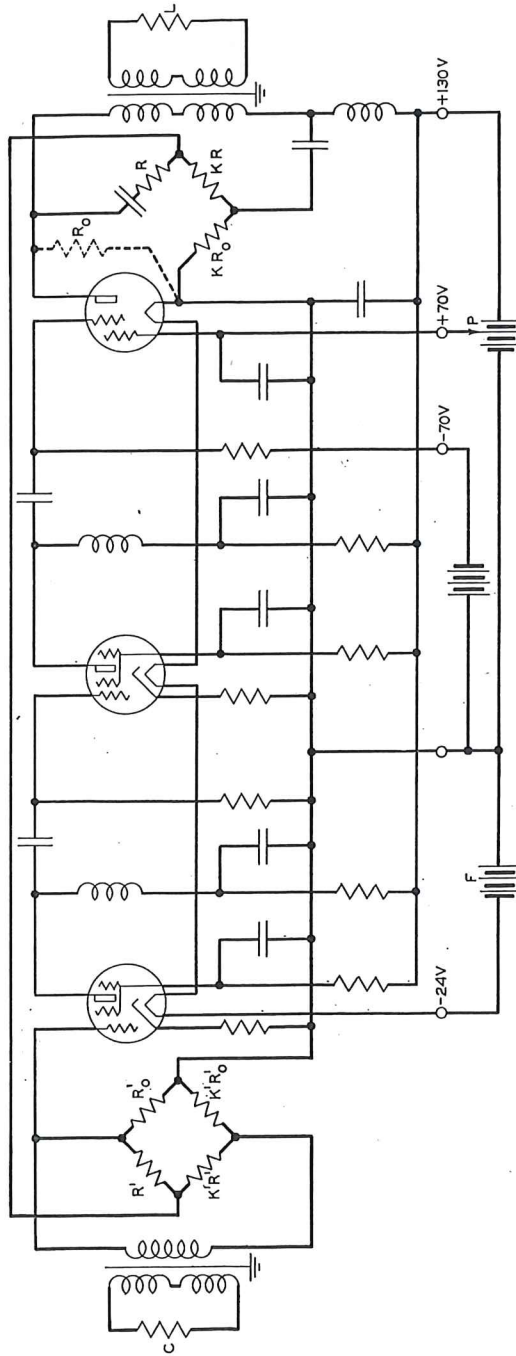 L
R
R₀
KR
KR₀
R'
R'₀
K'R'
K'R'₀
C
-24V
-70V
+70V
+130V
F
P